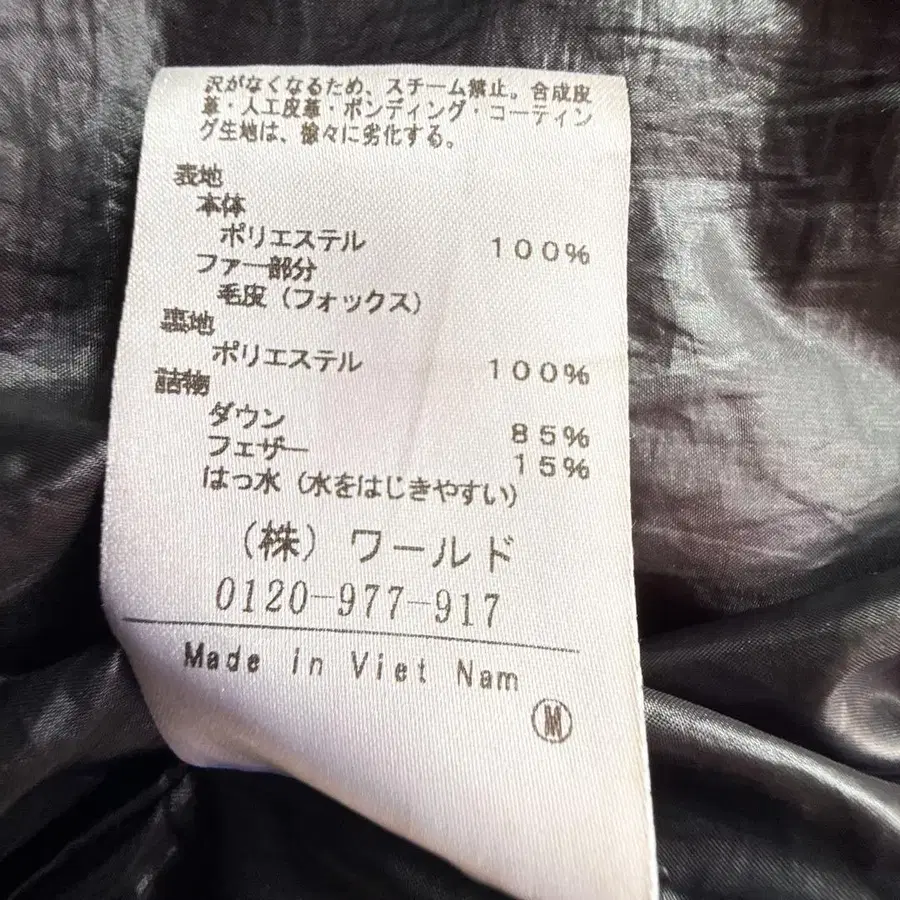 沢がなくなるため、スチーム禁止。合成皮
革・人工皮革・ボンディング・コーティン
グ生地は、徐々に劣化する。
表地
本体
ポリエステル 100%
ファー部分
毛皮（フォックス）
裏地
ポリエステル 100%
詰物
ダウン 85%
フェザー 15%
はっ水（水をはじきやすい）
（株）ワールド
0120-977-917
Made in Viet Nam
M